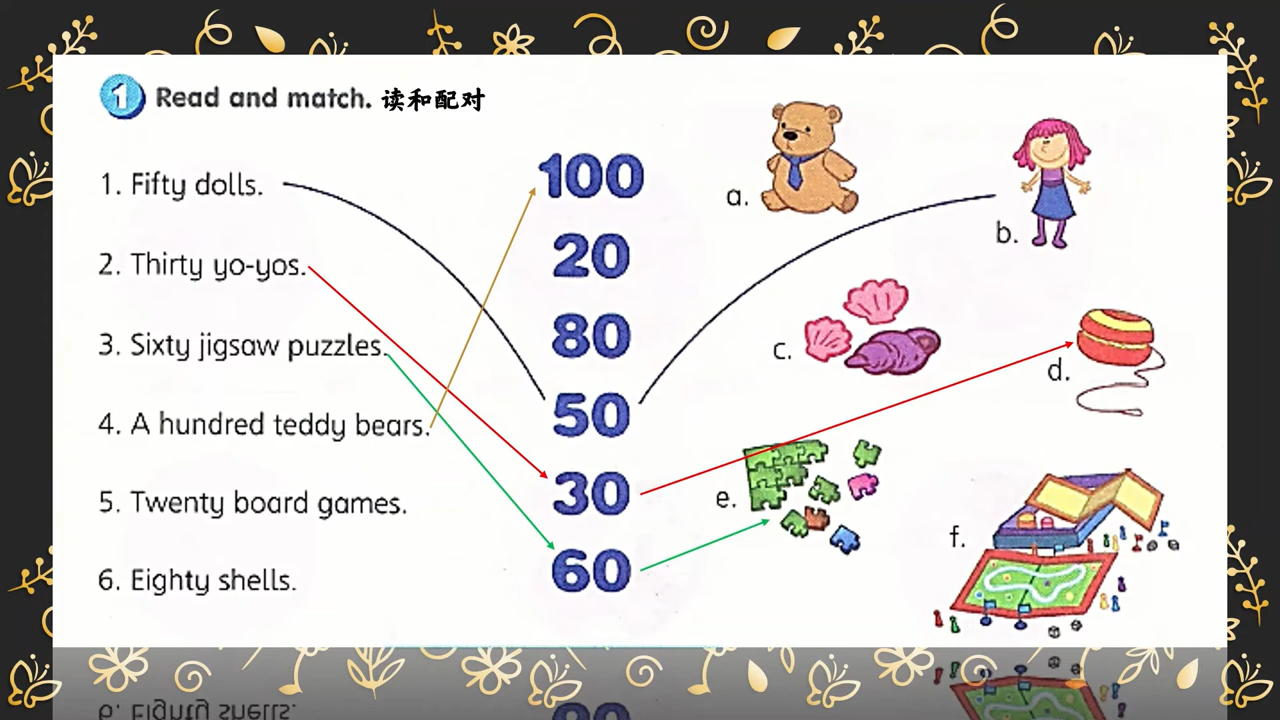 1 Read and match. 读和配对
1. Fifty dolls.
2. Thirty yo-yos.
3. Sixty jigsaw puzzles.
4. A hundred teddy bears.
5. Twenty board games.
6. Eighty shells.
100
20
80
50
30
60
a.
b.
c.
d.
e.
f.